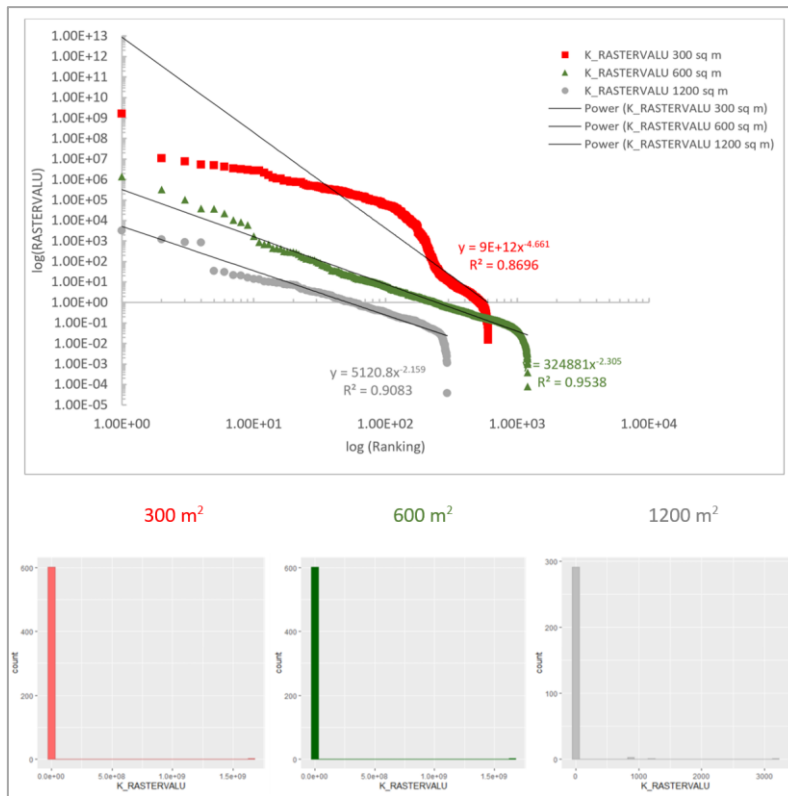 log(RASTERVALU)
1.00E+13
1.00E+12
1.00E+11
1.00E+10
1.00E+09
1.00E+08
1.00E+07
1.00E+06
1.00E+05
1.00E+04
1.00E+03
1.00E+02
1.00E+01
1.00E+00
1.00E-01
1.00E-02
1.00E-03
1.00E-04
1.00E-05
K_RASTERVALU 300 sq m
K_RASTERVALU 600 sq m
K_RASTERVALU 1200 sq m
Power (K_RASTERVALU 300 sq m)
Power (K_RASTERVALU 600 sq m)
Power (K_RASTERVALU 1200 sq m)
y = 9E+12x^-4.661
R² = 0.8696
y = 5120.8x^-2.159
R² = 0.9083
= 324881x^-2.305
R² = 0.9538
1.00E+00 1.00E+01 1.00E+02 1.00E+03 1.00E+04
log (Ranking)
300 m²
600 m²
1200 m²
count
600
400
200
0
0.0e+00 5.0e+08 1.0e+09 1.5e+09
K_RASTERVALU
count
600
400
200
0
0.0e+00 5.0e+08 1.0e+09 1.5e+09
K_RASTERVALU
count
300
200
100
0
0 1000 2000 3000
K_RASTERVALU